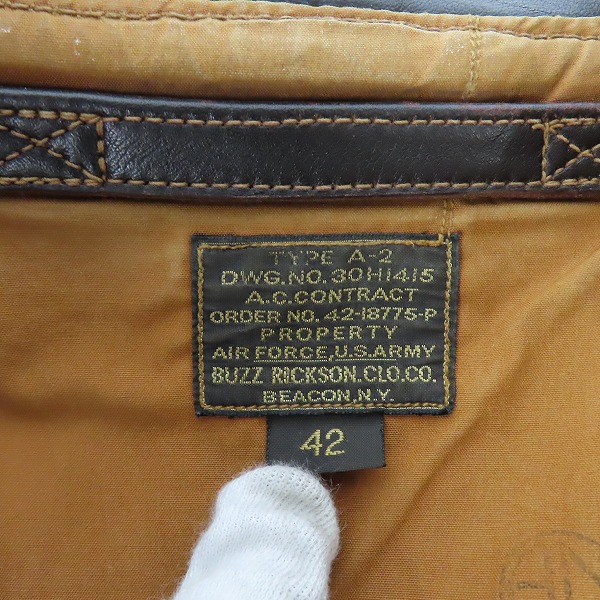 TYPE A-2
DWG.NO.30H1415
A.C.CONTRACT
ORDER NO.42-18775-P
PROPERTY
AIR FORCE,U.S.ARMY
BUZZ RICKSON.CLO.CO.
BEACON,N.Y.
42